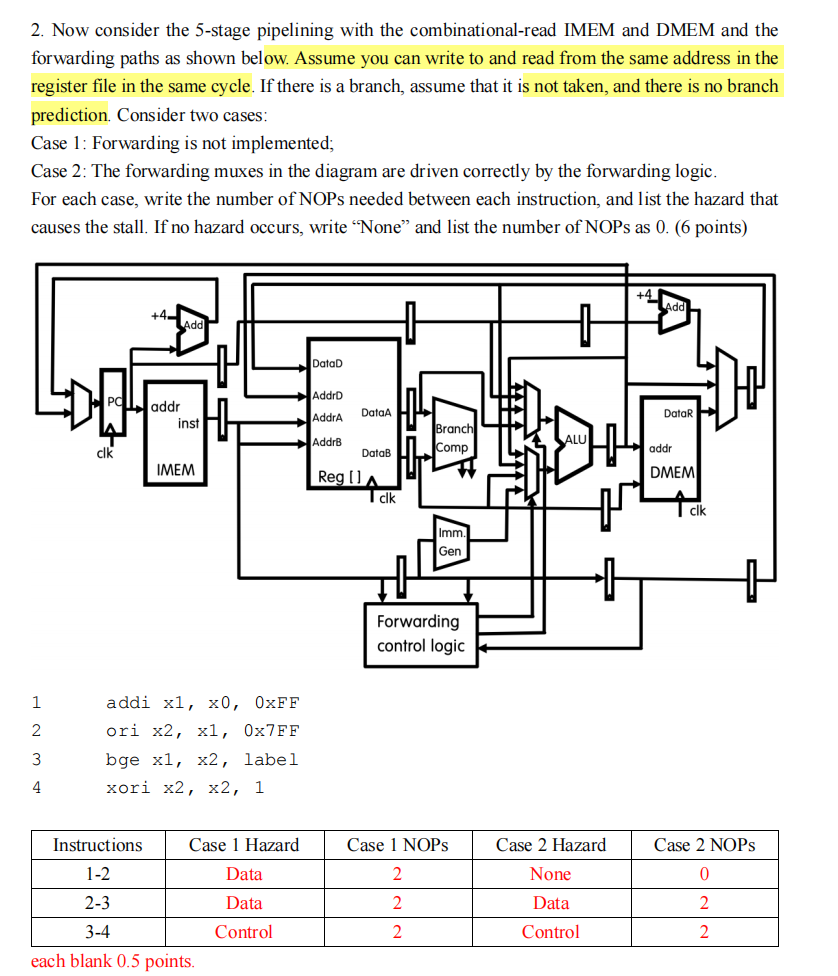 2. Now consider the 5-stage pipelining with the combinational-read IMEM and DMEM and the
forwarding paths as shown below. Assume you can write to and read from the same address in the
register file in the same cycle. If there is a branch, assume that it is not taken, and there is no branch
prediction. Consider two cases:
Case 1: Forwarding is not implemented;
Case 2: The forwarding muxes in the diagram are driven correctly by the forwarding logic.
For each case, write the number of NOPs needed between each instruction, and list the hazard that
causes the stall. If no hazard occurs, write “None” and list the number of NOPs as 0. (6 points)
+4
Add
+4
Add
PC
clk
addr
inst
IMEM
DataD
AddrD
AddrA
DataA
AddrB
DataB
Reg [ ]
clk
Branch
Comp
ALU
DataR
addr
DMEM
clk
Imm.
Gen
Forwarding
control logic
1 addi x1, x0, 0xFF
2 ori x2, x1, 0x7FF
3 bge x1, x2, label
4 xori x2, x2, 1
Instructions Case 1 Hazard Case 1 NOPs Case 2 Hazard Case 2 NOPs
1-2 Data 2 None 0
2-3 Data 2 Data 2
3-4 Control 2 Control 2
each blank 0.5 points.